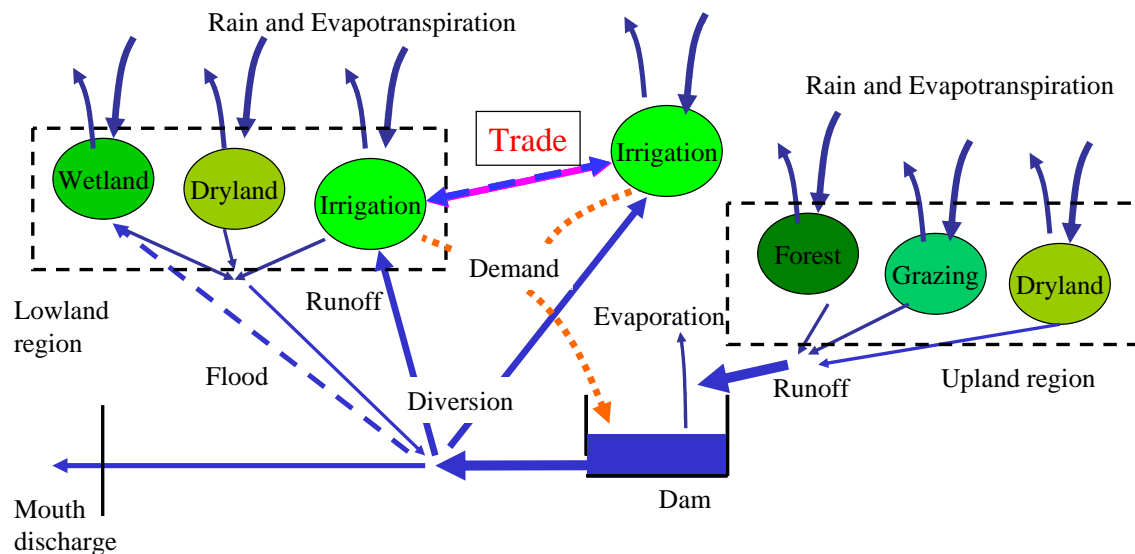 Rain and Evapotranspiration
Rain and Evapotranspiration
Trade
Irrigation
Wetland
Dryland
Irrigation
Forest
Grazing
Dryland
Demand
Runoff
Lowland
region
Evaporation
Flood
Runoff
Upland region
Diversion
Dam
Mouth
discharge